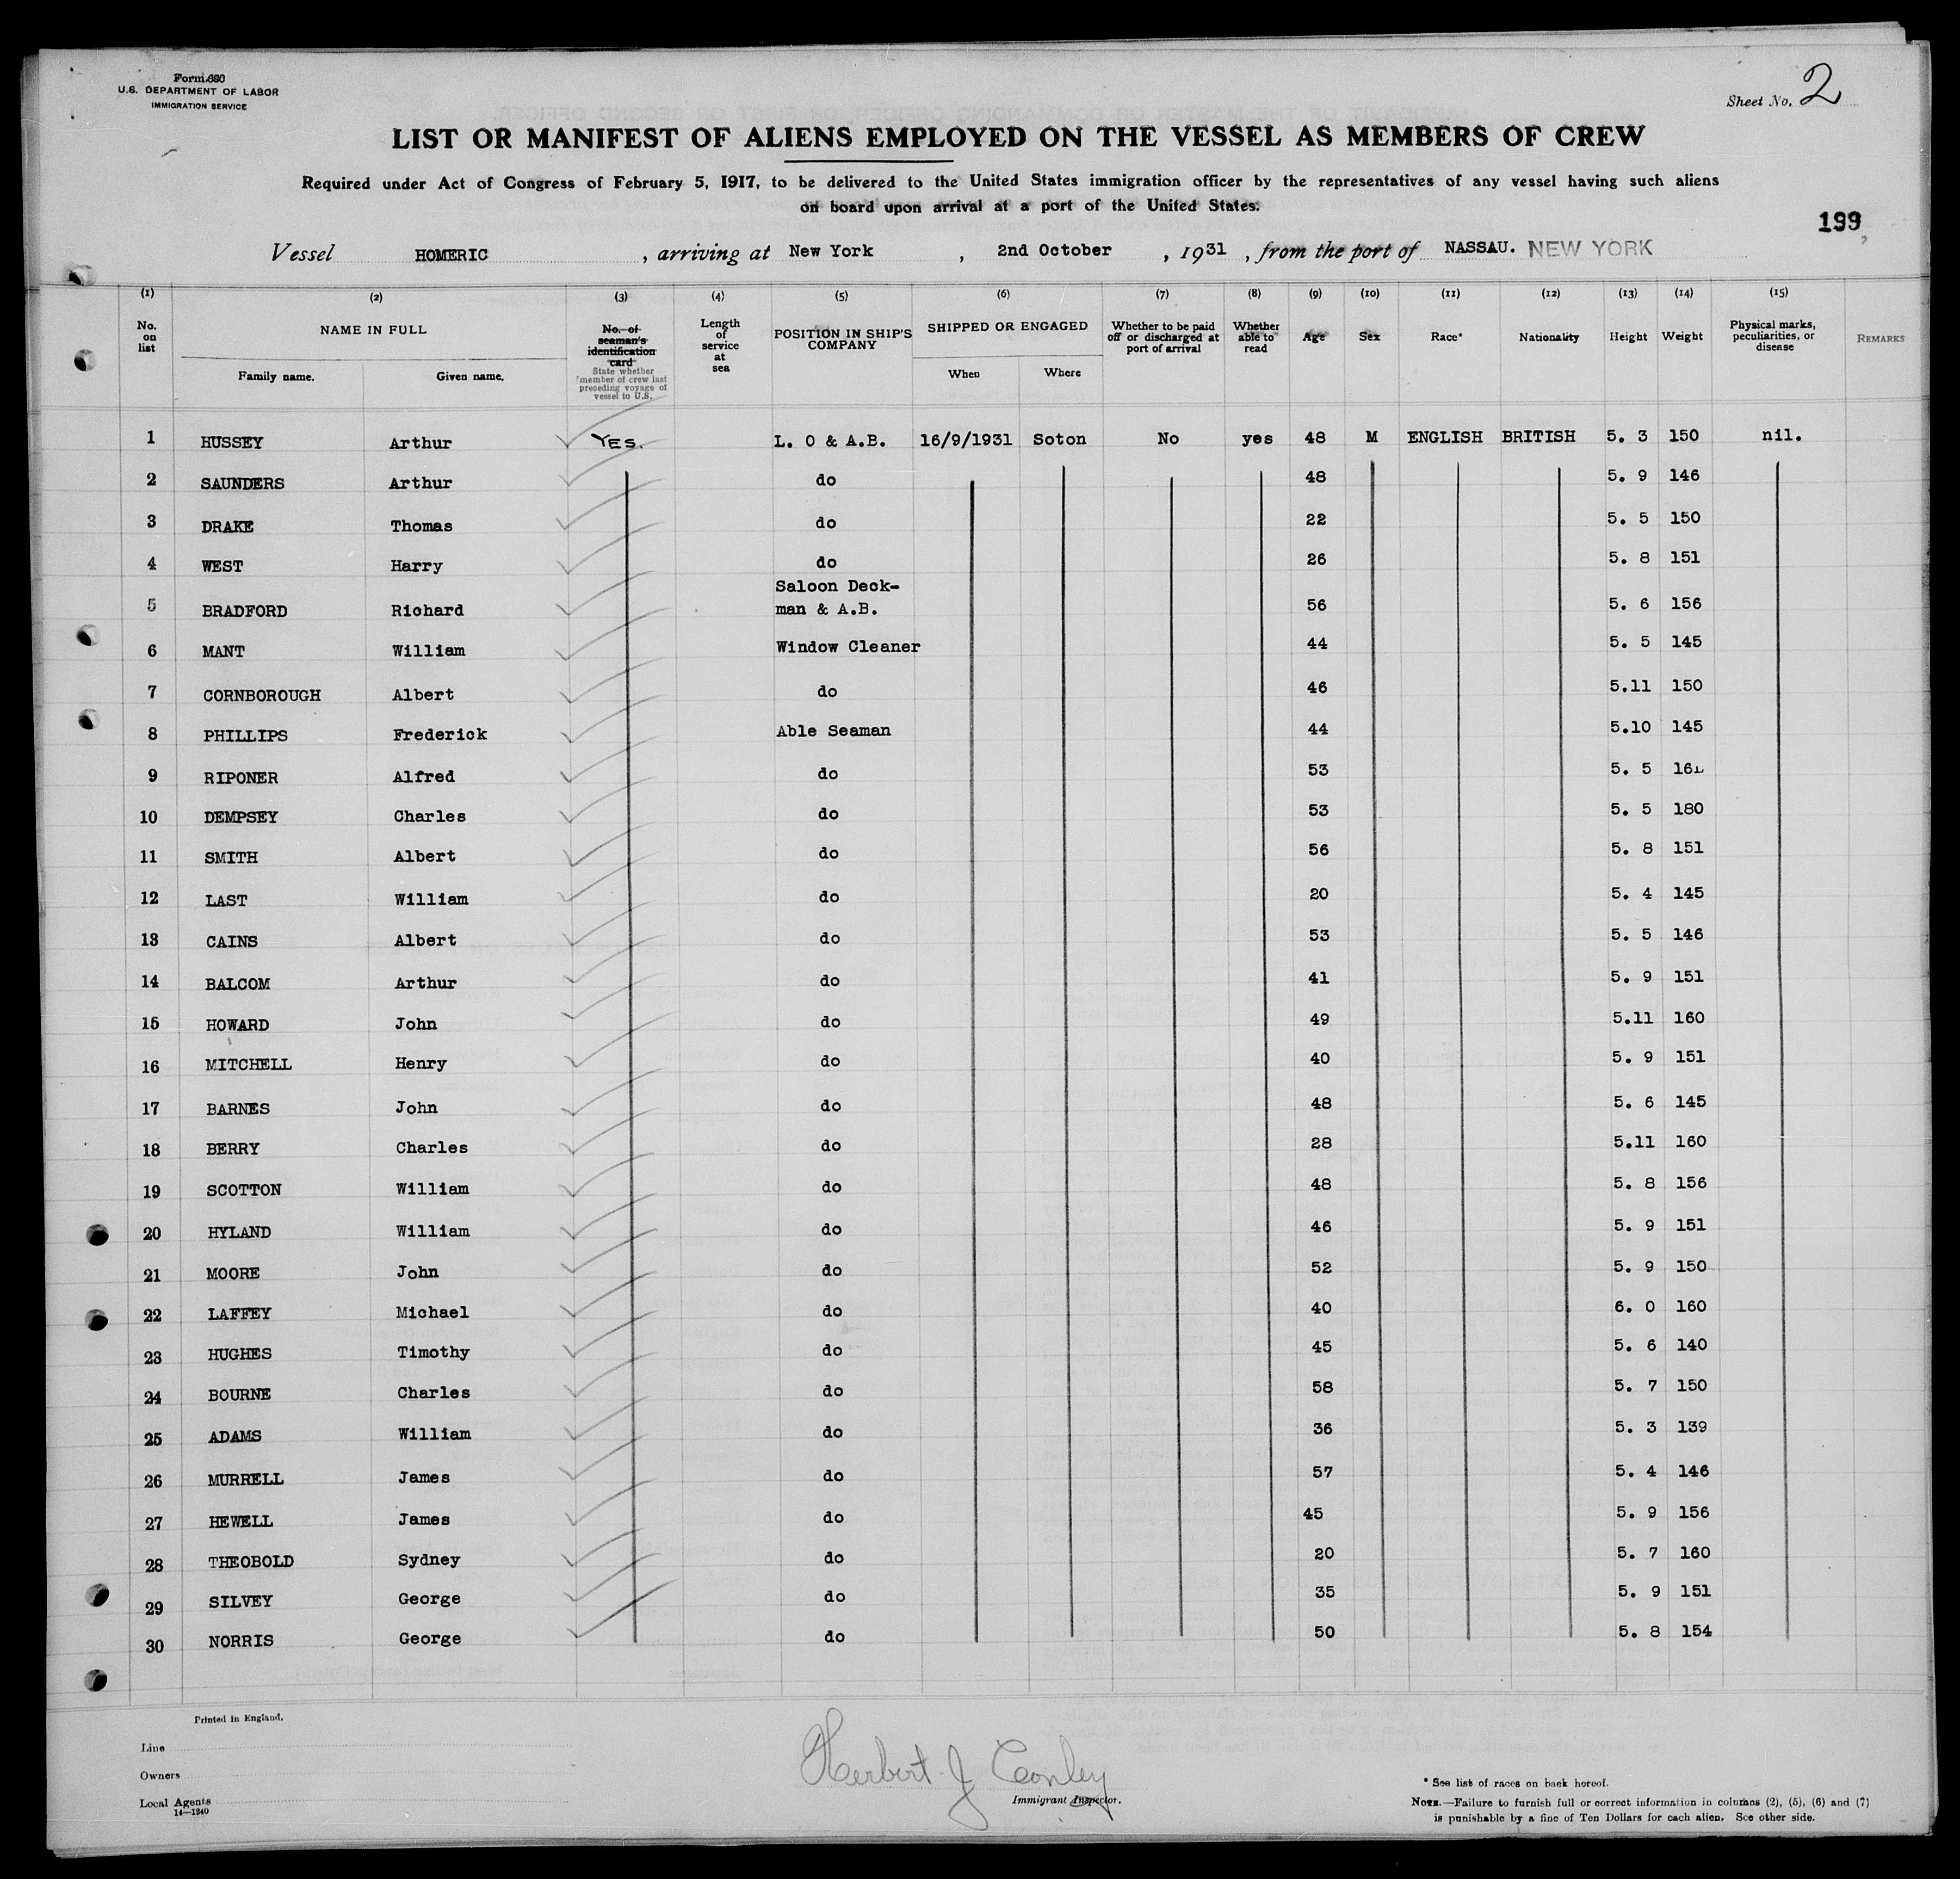 Form 680
U.S. DEPARTMENT OF LABOR
IMMIGRATION SERVICE
Sheet No. 2
LIST OR MANIFEST OF ALIENS EMPLOYED ON THE VESSEL AS MEMBERS OF CREW
Required under Act of Congress of February 5, 1917, to be delivered to the United States immigration officer by the representatives of any vessel having such aliens
on board upon arrival at a port of the United States.
199
Vessel HOMERIC, arriving at New York, 2nd October, 1931, from the port of NASSAU. NEW YORK
(1) (2) (3) (4) (5) (6) (7) (8) (9) (10) (11) (12) (13) (14) (15)
No. on list NAME IN FULL Family name. Given name. No. of seaman's identification card State whether member of crew last preceding voyage of vessel to U.S. Length of service at sea POSITION IN SHIP'S COMPANY SHIPPED OR ENGAGED When Where Whether to be paid off or discharged at port of arrival Whether able to read Age Sex Race* Nationality Height Weight Physical marks, peculiarities, or disease REMARKS
1 HUSSEY Arthur YES. L. O & A.B. 16/9/1931 Soton No yes 48 M ENGLISH BRITISH 5. 3 150 nil.
2 SAUNDERS Arthur do 48 5. 9 146
3 DRAKE Thomas do 22 5. 5 150
4 WEST Harry do 26 5. 8 151
5 BRADFORD Richard Saloon Deck-man & A.B. 56 5. 6 156
6 MANT William Window Cleaner 44 5. 5 145
7 CORNBOROUGH Albert do 46 5.11 150
8 PHILLIPS Frederick Able Seaman 44 5.10 145
9 RIPONER Alfred do 53 5. 5 161
10 DEMPSEY Charles do 53 5. 5 180
11 SMITH Albert do 56 5. 8 151
12 LAST William do 20 5. 4 145
13 CAINS Albert do 53 5. 5 146
14 BALCOM Arthur do 41 5. 9 151
15 HOWARD John do 49 5.11 160
16 MITCHELL Henry do 40 5. 9 151
17 BARNES John do 48 5. 6 145
18 BERRY Charles do 28 5.11 160
19 SCOTTON William do 48 5. 8 156
20 HYLAND William do 46 5. 9 151
21 MOORE John do 52 5. 9 150
22 LAFFEY Michael do 40 6. 0 160
23 HUGHES Timothy do 45 5. 6 140
24 BOURNE Charles do 58 5. 7 150
25 ADAMS William do 36 5. 3 139
26 MURRELL James do 57 5. 4 146
27 HEWELL James do 45 5. 9 156
28 THEOBOLD Sydney do 20 5. 7 160
29 SILVEY George do 35 5. 9 151
30 NORRIS George do 50 5. 8 154
Printed in England.
Line
Owners
Local Agents
14—1240
Herbert J Conley
Immigrant Inspector.
* See list of races on back hereof.
NOTE.—Failure to furnish full or correct information in columns (2), (5), (6) and (7)
is punishable by a fine of Ten Dollars for each alien. See other side.